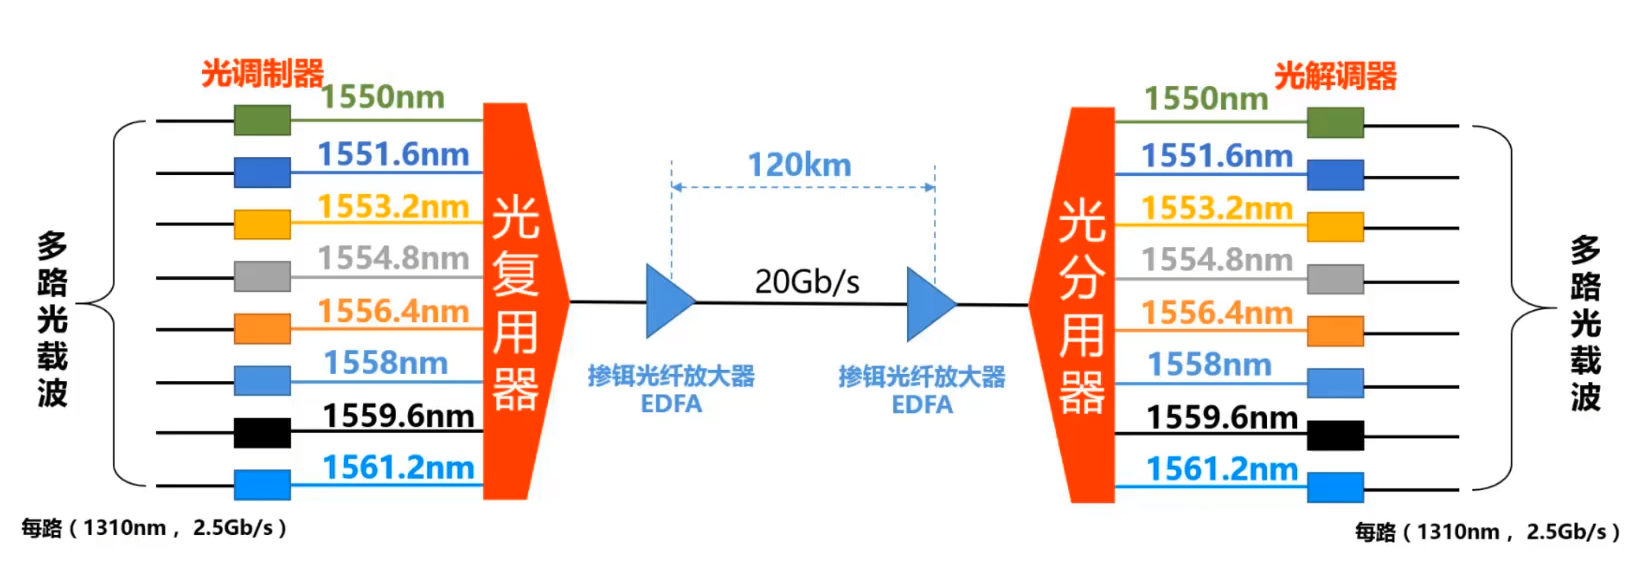 光调制器
1550nm
1551.6nm
1553.2nm
1554.8nm
1556.4nm
1558nm
1559.6nm
1561.2nm
多路光载波
每路（1310nm， 2.5Gb/s）
光复用器
120km
20Gb/s
掺铒光纤放大器
EDFA
掺铒光纤放大器
EDFA
光分用器
光解调器
1550nm
1551.6nm
1553.2nm
1554.8nm
1556.4nm
1558nm
1559.6nm
1561.2nm
多路光载波
每路（1310nm， 2.5Gb/s）